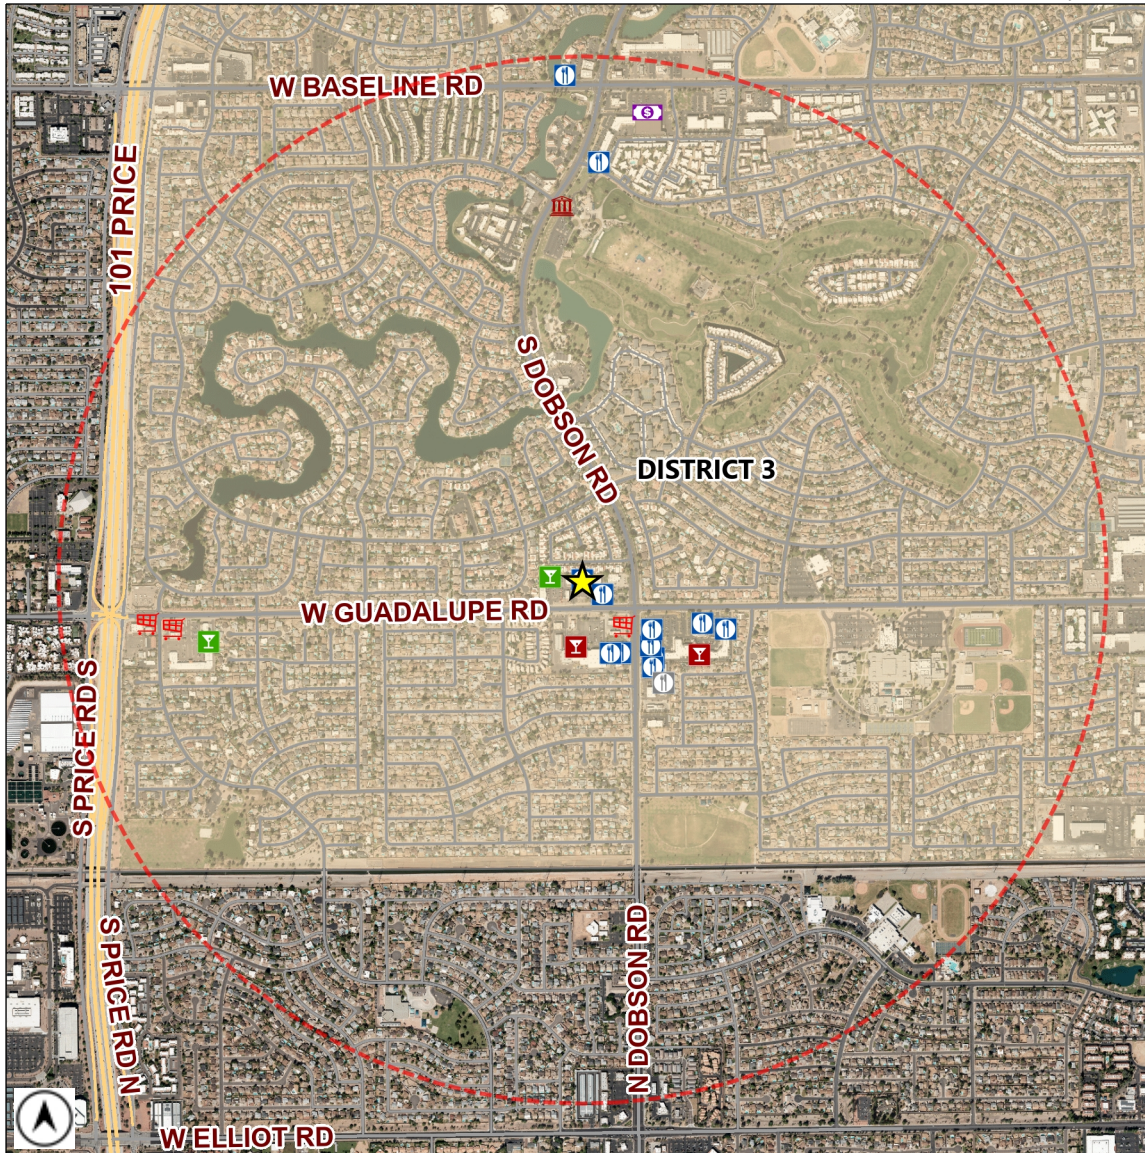 W BASELINE RD
101 PRICE
S DOBSON RD
DISTRICT 3
W GUADALUPE RD
S PRICE RD S
S PRICE RD N
N DOBSON RD
W ELLIOT RD